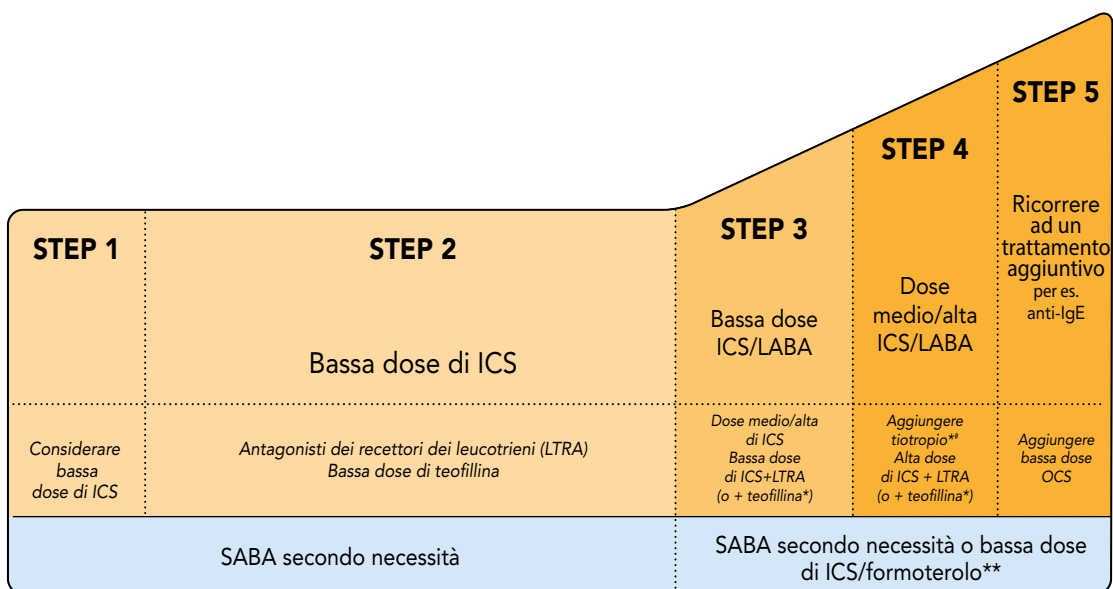 STEP 1
Considerare
bassa
dose di ICS
STEP 2
Bassa dose di ICS
Antagonisti dei recettori dei leucotrieni (LTRA)
Bassa dose di teofillina
STEP 3
Bassa dose
ICS/LABA
Dose medio/alta
di ICS
Bassa dose
di ICS+LTRA
(o + teofillina*)
STEP 4
Dose
medio/alta
ICS/LABA
Aggiungere
tiotropio*#
Alta dose
di ICS + LTRA
(o + teofillina*)
STEP 5
Ricorrere
ad un
trattamento
aggiuntivo
per es.
anti-IgE
Aggiungere
bassa dose
OCS
SABA secondo necessità
SABA secondo necessità o bassa dose
di ICS/formoterolo**